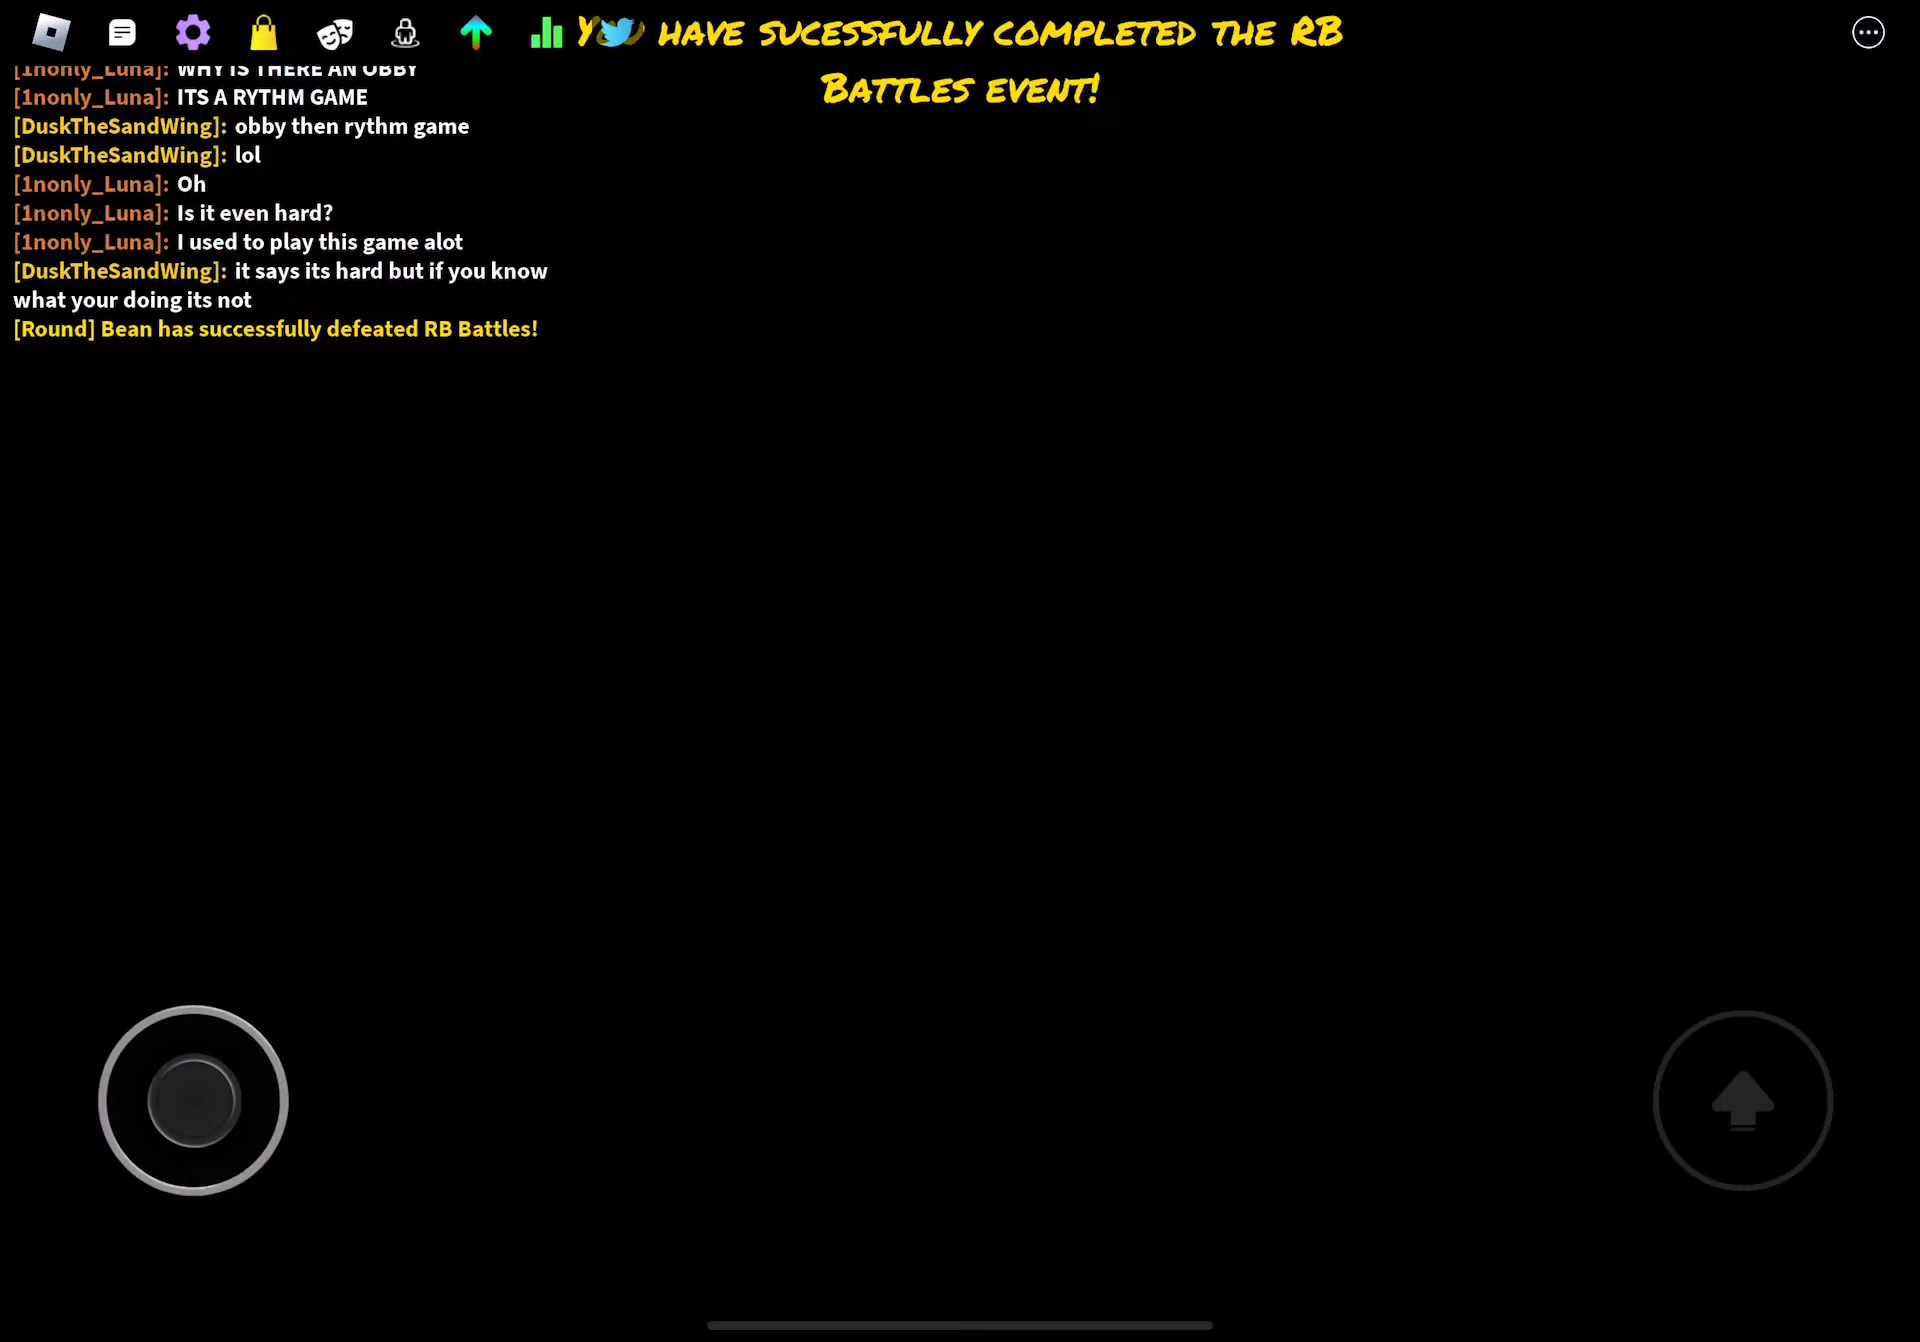 You have sucessfully completed the RB
Battles event!
[1nonly_Luna]: WHY IS THERE AN OBBY
[1nonly_Luna]: ITS A RYTHM GAME
[DuskTheSandWing]: obby then rythm game
[DuskTheSandWing]: lol
[1nonly_Luna]: Oh
[1nonly_Luna]: Is it even hard?
[1nonly_Luna]: I used to play this game alot
[DuskTheSandWing]: it says its hard but if you know
what your doing its not
[Round] Bean has successfully defeated RB Battles!